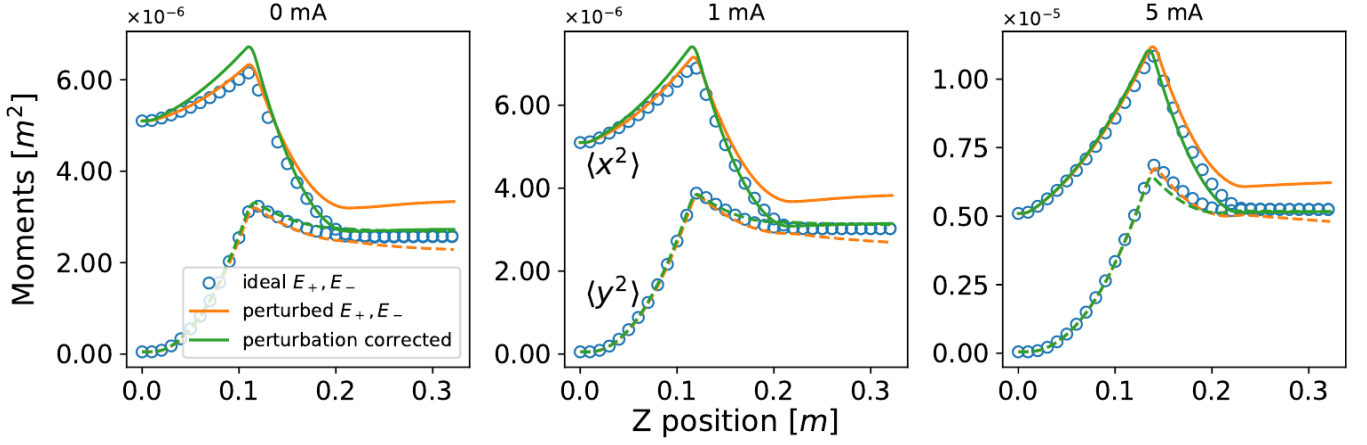 ×10⁻⁶ 0 mA
×10⁻⁶ 1 mA
×10⁻⁵ 5 mA
Moments [m²]
6.00
4.00
2.00
0.00
0.0 0.1 0.2 0.3
ideal E₊, E₋
perturbed E₊, E₋
perturbation corrected
6.00
4.00
2.00
0.00
⟨x²⟩
⟨y²⟩
0.0 0.1 0.2 0.3
1.00
0.75
0.50
0.25
0.00
0.0 0.1 0.2 0.3
Z position [m]